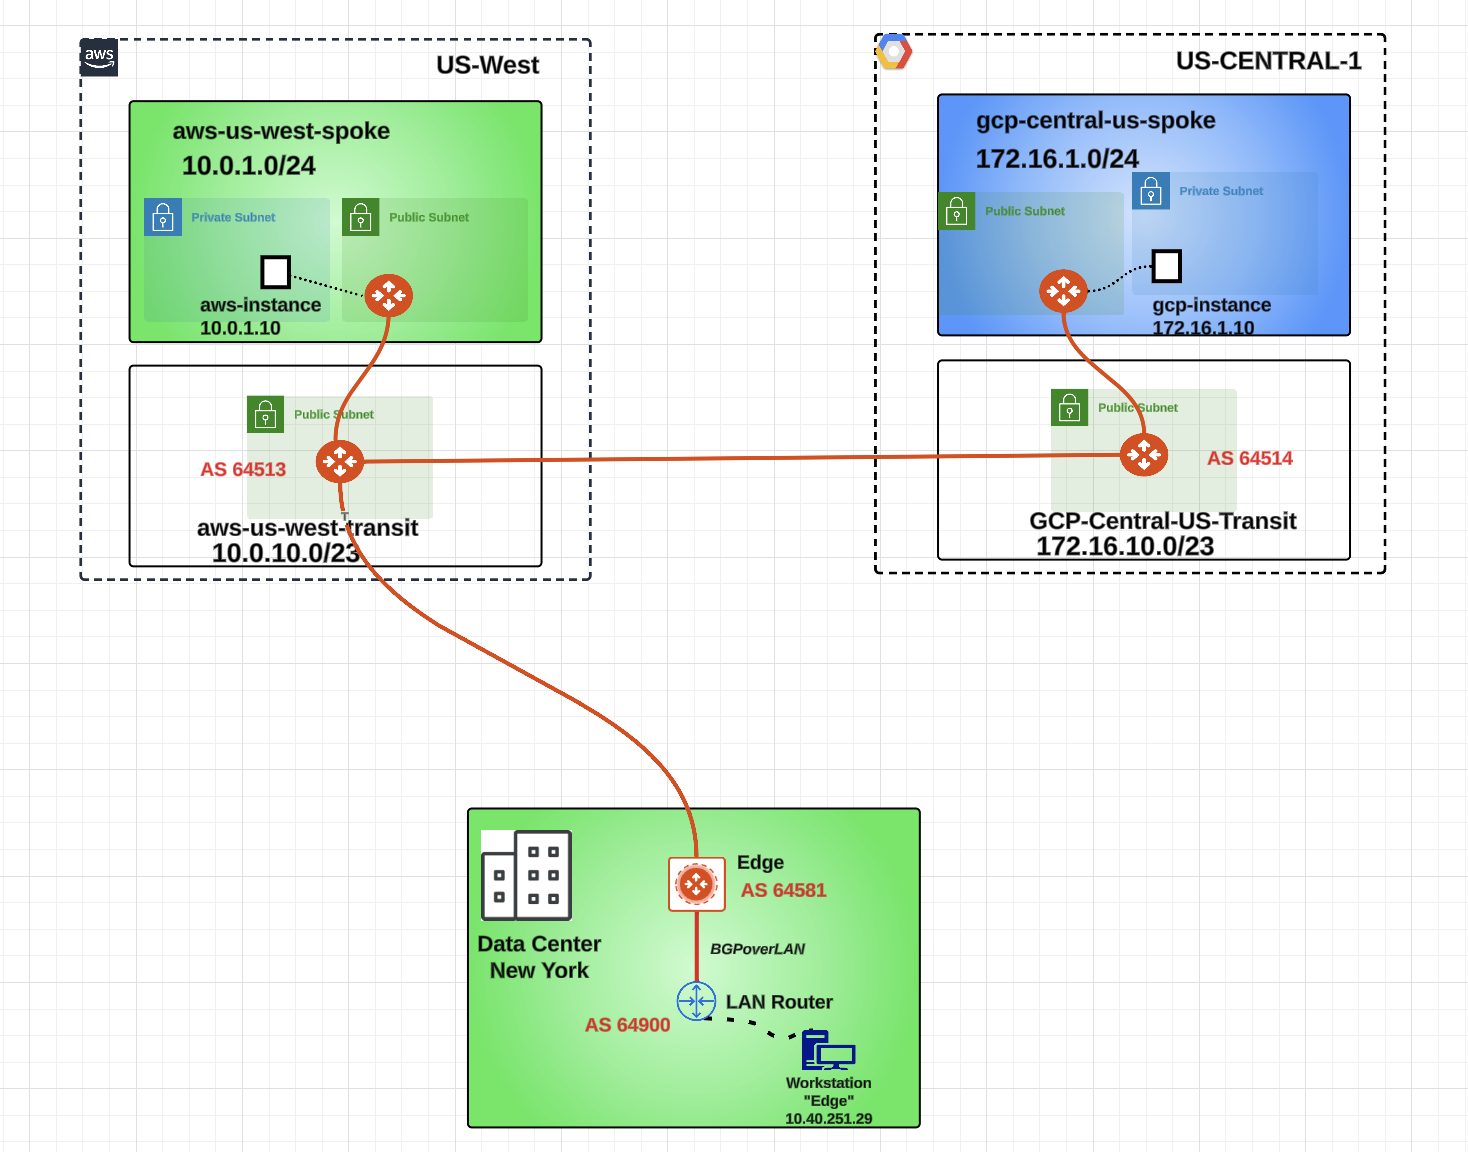 aws
US-West
aws-us-west-spoke
10.0.1.0/24
Private Subnet
Public Subnet
aws-instance
10.0.1.10
Public Subnet
AS 64513
T
aws-us-west-transit
10.0.10.0/23
US-CENTRAL-1
gcp-central-us-spoke
172.16.1.0/24
Private Subnet
Public Subnet
gcp-instance
172.16.1.10
Public Subnet
AS 64514
GCP-Central-US-Transit
172.16.10.0/23
Edge
AS 64581
Data Center
New York
BGPoverLAN
LAN Router
AS 64900
Workstation
"Edge"
10.40.251.29